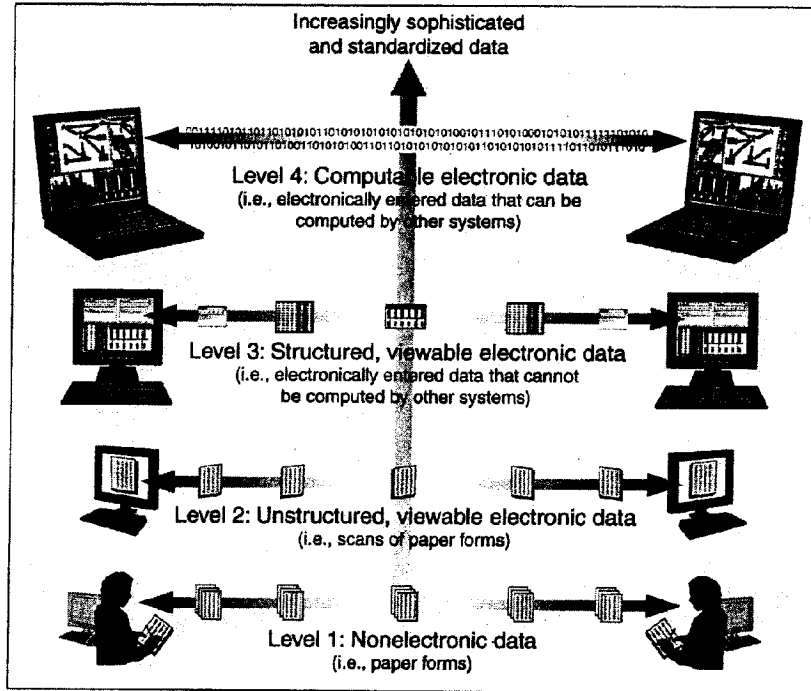 Increasingly sophisticated
and standardized data
Level 4: Computable electronic data
(i.e., electronically entered data that can be
computed by other systems)
Level 3: Structured, viewable electronic data
(i.e., electronically entered data that cannot
be computed by other systems)
Level 2: Unstructured, viewable electronic data
(i.e., scans of paper forms)
Level 1: Nonelectronic data
(i.e., paper forms)